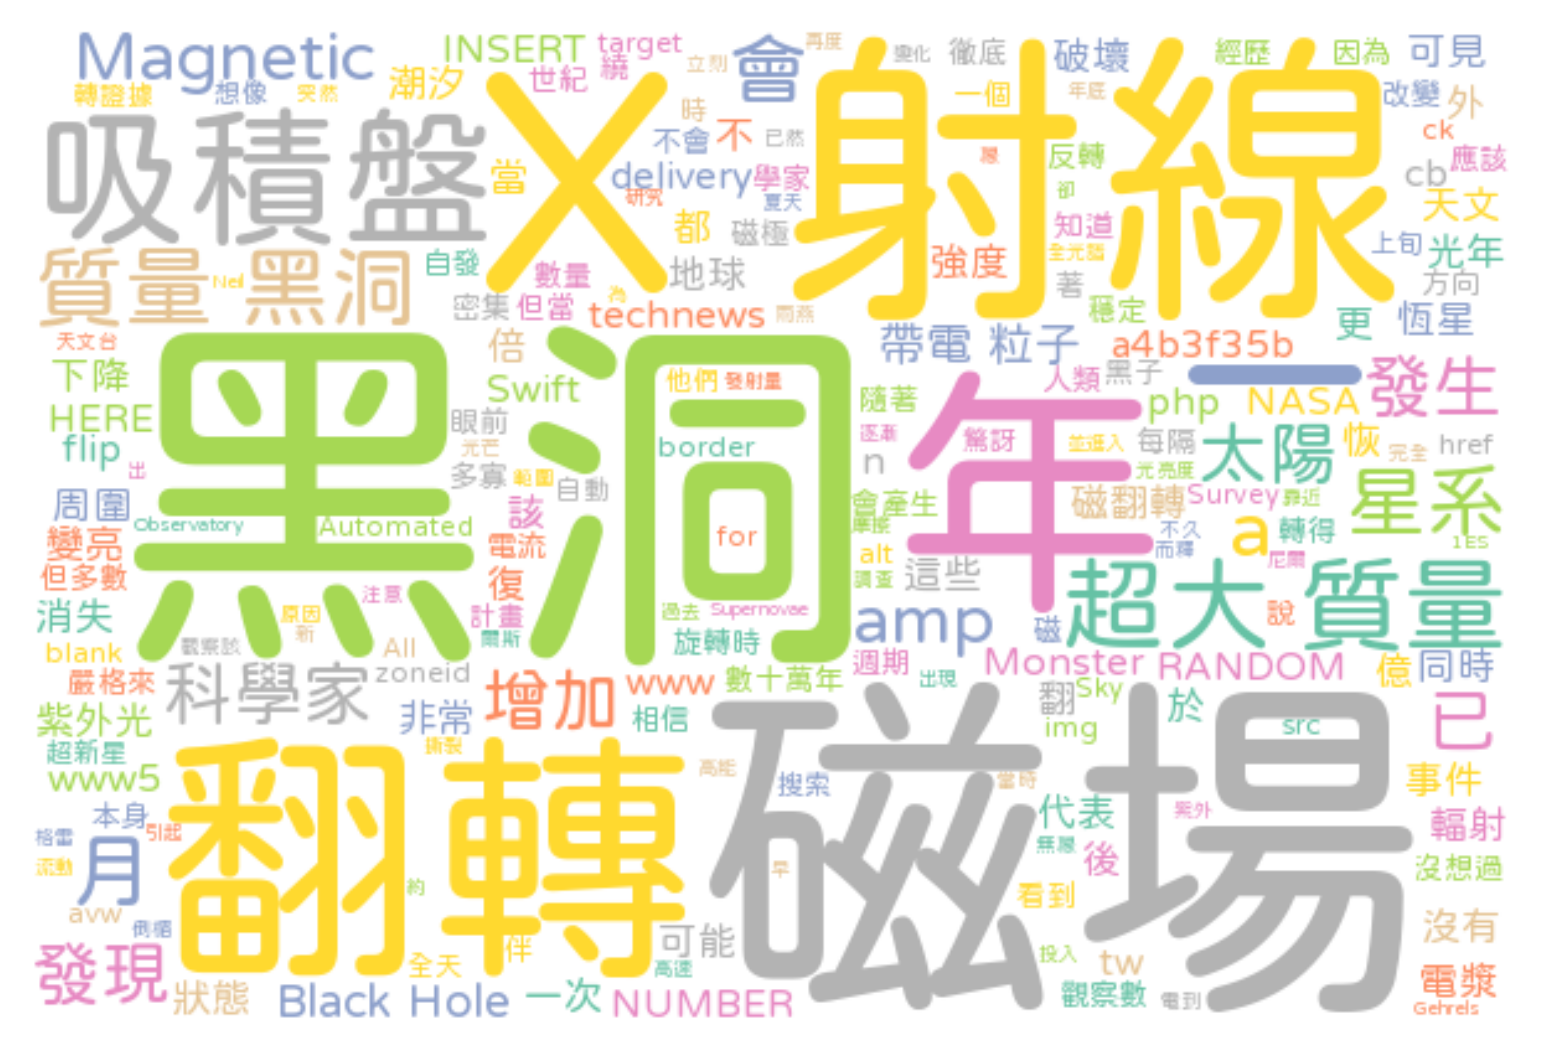 Magnetic
INSERT
target
繞
會
再度
變化
徹底
破壞
經歷
因為
可見
轉證據
想像
突然
潮汐
世紀
立刻
X射線
一個
年底
改變
外
吸積盤
時
不會
不
已然
ck
當
delivery
學家
研究
夏天
反轉
卻
cb
應該
都
磁極
知道
天文
質量
Neil
黑洞
自發
數量
地球
強度
全光譜
上旬
光年
為
著
方向
密集
但當
technews
雨燕
穩定
更
恆星
天文台
倍
帶電
粒子
a4b3f35b
下降
黑洞
Swift
他們
發射量
人類
黑子
一
發生
HERE
隨著
年
php
NASA
flip
出
眼前
光芒
border
逐漸
驚訝
並進入
每隔
太陽
恢
完全
href
多寡
範圍
自動
n
光亮度
周圍
Observatory
Automated
該
會產生
摩擦
磁翻轉
Survey
靠近
星系
變亮
電流
for
alt
不久
而釋
a
轉得
1ES
但多數
復
調查
這些
尼爾
超大
質量
消失
注意
原因
新
計畫
爾斯
過去
Supernovae
amp
磁
說
blank
觀察該
All
旋轉時
週期
Monster
RANDOM
億
同時
嚴格來
科學家
zoneid
增加
www
數十萬年
出現
翻
Sky
紫外光
非常
相信
磁場
img
於
src
已
超新星
撕裂
www5
翻轉
高能
搜索
當時
事件
本身
引起
格雷
代表
紫外
輻射
流動
月
約
早
無意
後
沒想過
avw
倒楣
看到
沒有
發現
全天
伴
可能
高速
投入
tw
電漿
狀態
Black Hole
一次
NUMBER
觀察數
電到
Gehrels